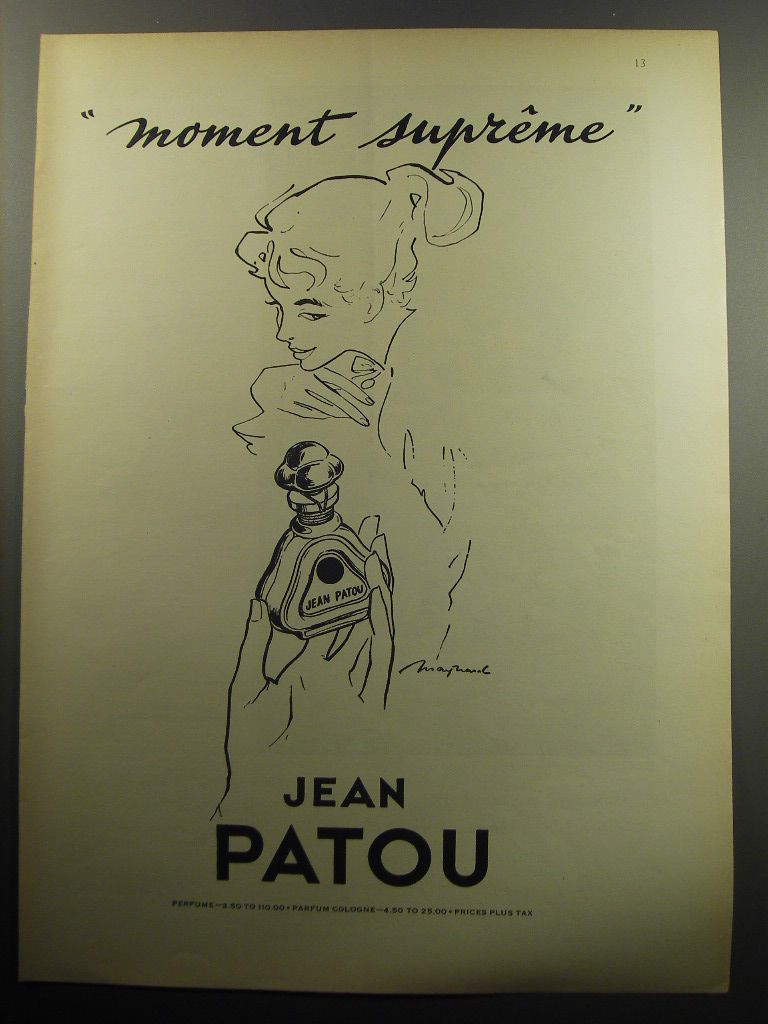 13
"moment suprême"
JEAN PATOU
JEAN
PATOU
PERFUME—3.50 TO 110.00 • PARFUM COLOGNE—4.50 TO 25.00 • PRICES PLUS TAX